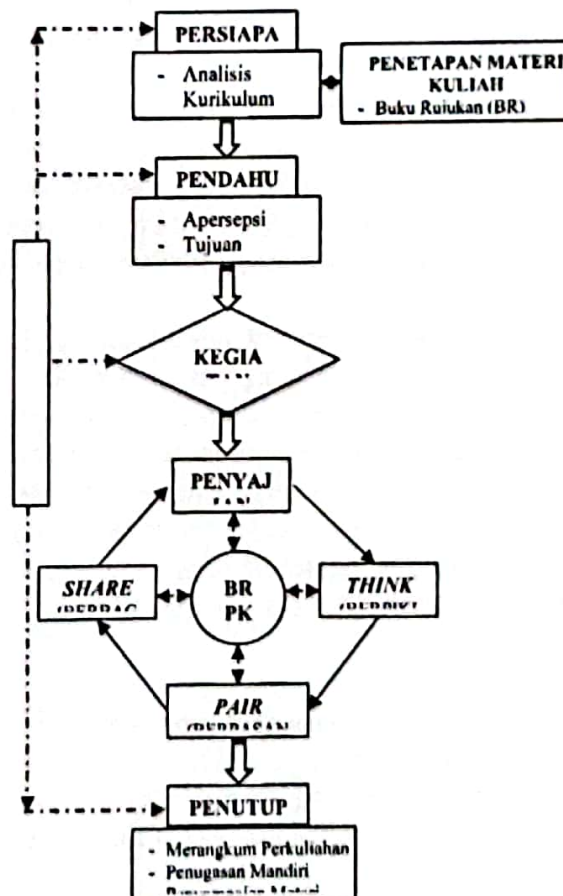 PERSIAPA
- Analisis
Kurikulum
PENETAPAN MATERI
KULIAH
- Buku Rujukan (BR)
PENDAHU
- Apersepsi
- Tujuan
KEGIA
PENYAJ
SHARE
BR
PK
THINK
PAIR
PENUTUP
- Merangkum Perkuliahan
- Penugasan Mandiri